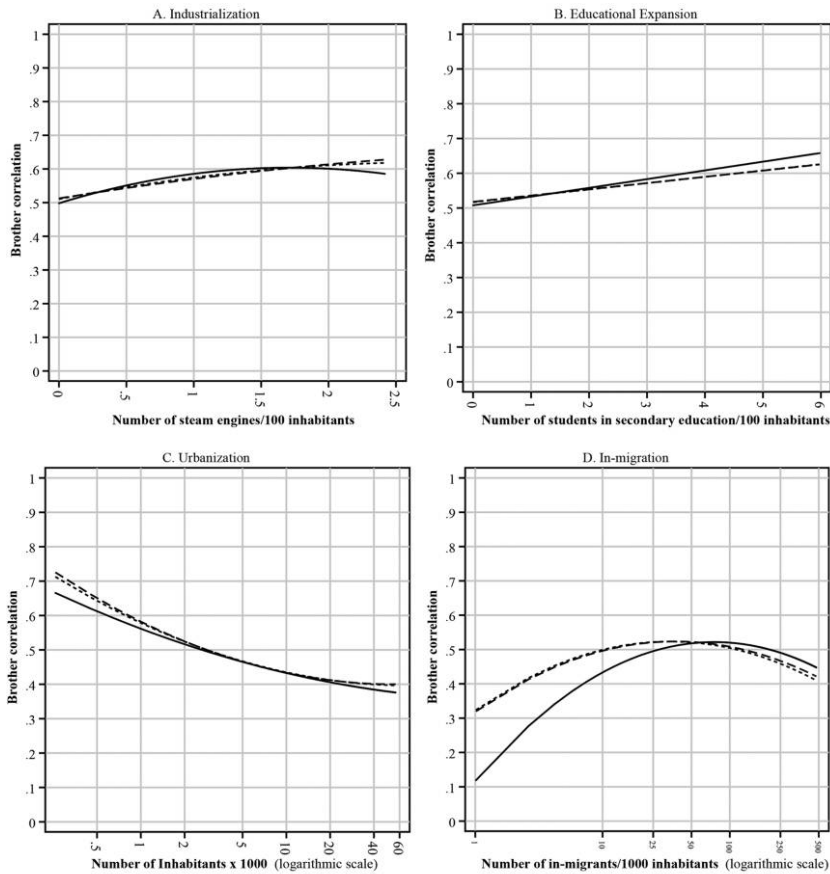 A. Industrialization
1
.9
.8
.7
.6
.5
.4
.3
.2
.1
0
Brother correlation
0 .5 1 1.5 2 2.5
Number of steam engines/100 inhabitants
B. Educational Expansion
1
.9
.8
.7
.6
.5
.4
.3
.2
.1
0
Brother correlation
0 1 2 3 4 5 6
Number of students in secondary education/100 inhabitants
C. Urbanization
1
.9
.8
.7
.6
.5
.4
.3
.2
.1
0
Brother correlation
.5 1 2 5 10 20 40 60
Number of Inhabitants x 1000 (logarithmic scale)
D. In-migration
1
.9
.8
.7
.6
.5
.4
.3
.2
.1
0
Brother correlation
1 10 25 50 100 250 500
Number of in-migrants/1000 inhabitants (logarithmic scale)